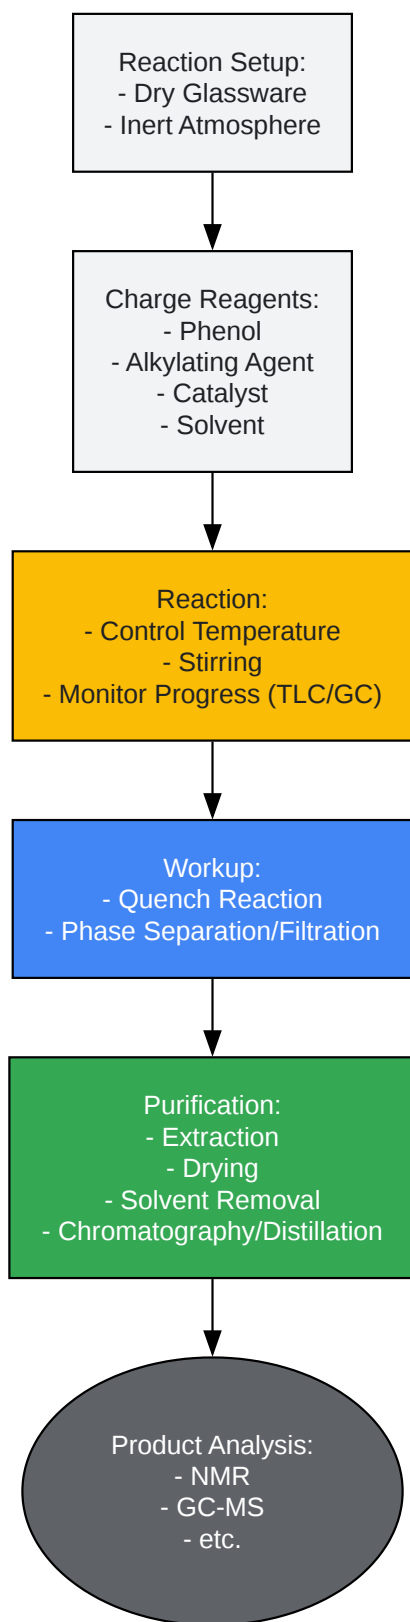 Reaction Setup:
- Dry Glassware
- Inert Atmosphere
Charge Reagents:
- Phenol
- Alkylating Agent
- Catalyst
- Solvent
Reaction:
- Control Temperature
- Stirring
- Monitor Progress (TLC/GC)
Workup:
- Quench Reaction
- Phase Separation/Filtration
Purification:
- Extraction
- Drying
- Solvent Removal
- Chromatography/Distillation
Product Analysis:
- NMR
- GC-MS
- etc.